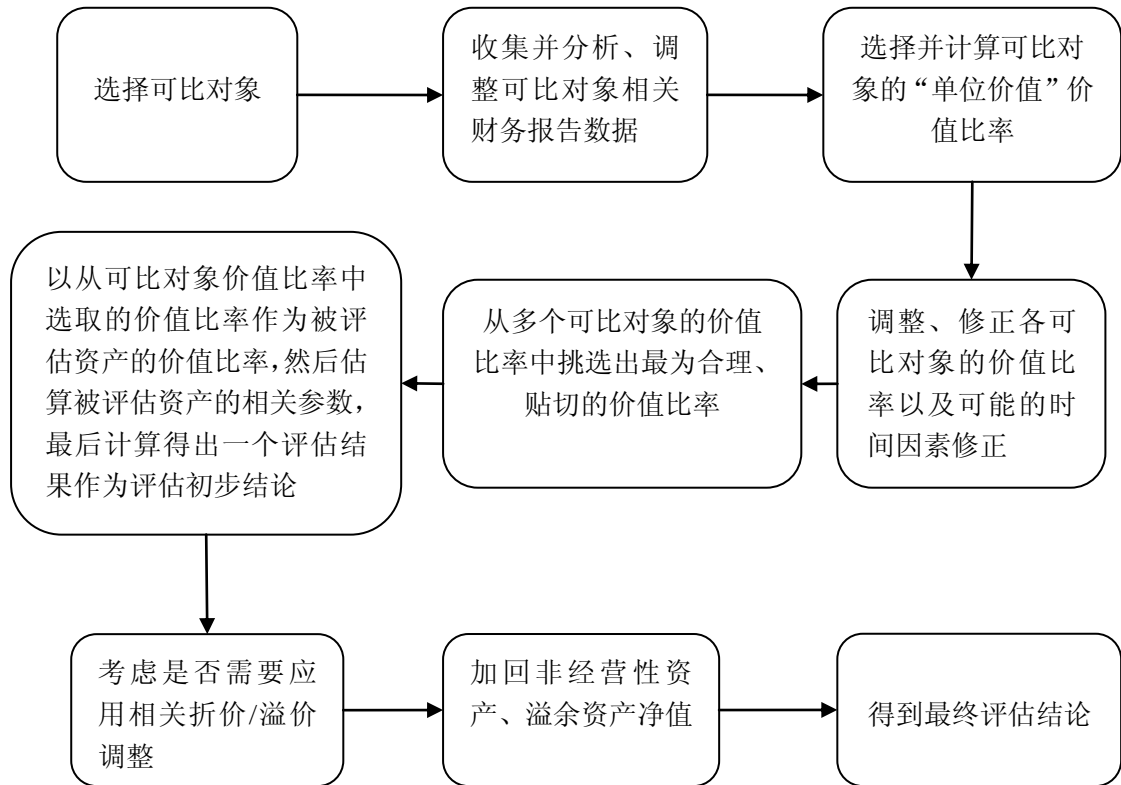 选择可比对象
收集并分析、调
整可比对象相关
财务报告数据
选择并计算可比对
象的“单位价值”价
值比率
调整、修正各可
比对象的价值比
率以及可能的时
间因素修正
从多个可比对象的价值
比率中挑选出最为合理、
贴切的价值比率
以从可比对象价值比率中
选取的价值比率作为被评
估资产的价值比率,然后估
算被评估资产的相关参数,
最后计算得出一个评估结
果作为评估初步结论
考虑是否需要应
用相关折价/溢价
调整
加回非经营性资
产、溢余资产净值
得到最终评估结论